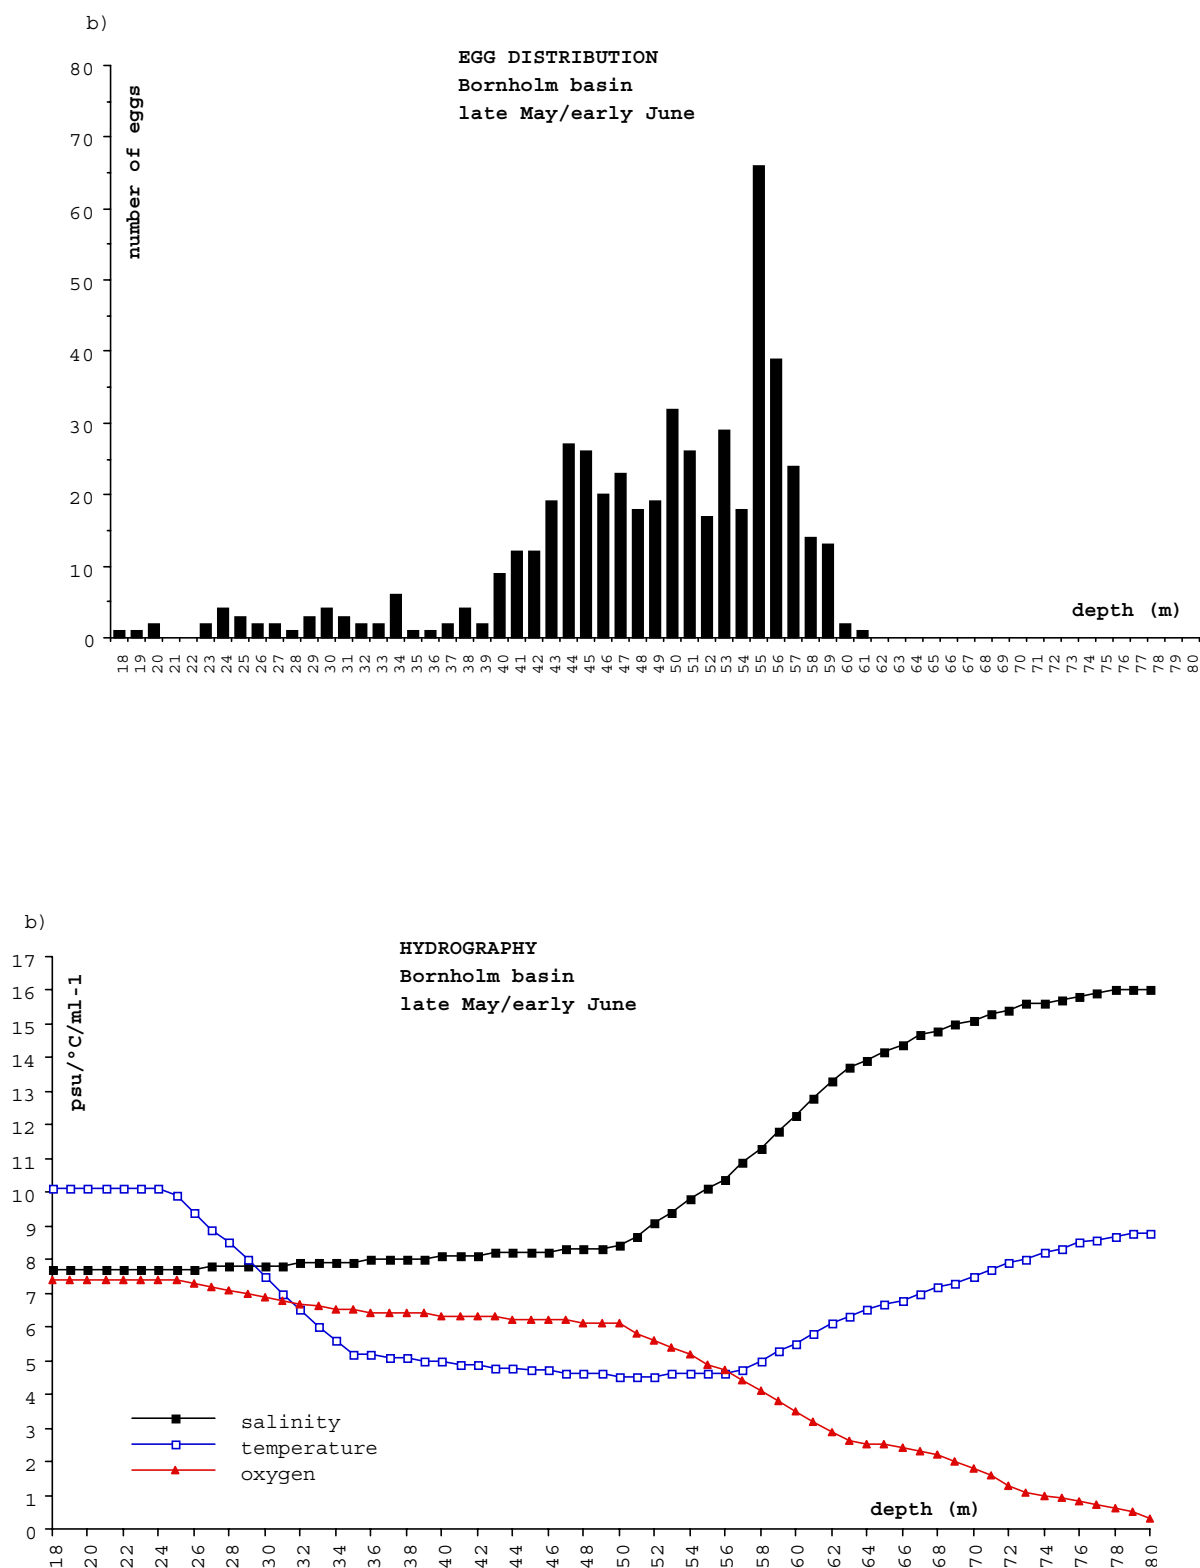 b)
EGG DISTRIBUTION
Bornholm basin
late May/early June
number of eggs
80
70
60
50
40
30
20
10
0
depth (m)
18 19 20 21 22 23 24 25 26 27 28 29 30 31 32 33 34 35 36 37 38 39 40 41 42 43 44 45 46 47 48 49 50 51 52 53 54 55 56 57 58 59 60 61 62 63 64 65 66 67 68 69 70 71 72 73 74 75 76 77 78 79 80
b)
HYDROGRAPHY
Bornholm basin
late May/early June
psu/°C/ml-1
17
16
15
14
13
12
11
10
9
8
7
6
5
4
3
2
1
0
salinity
temperature
oxygen
depth (m)
18 20 22 24 26 28 30 32 34 36 38 40 42 44 46 48 50 52 54 56 58 60 62 64 66 68 70 72 74 76 78 80